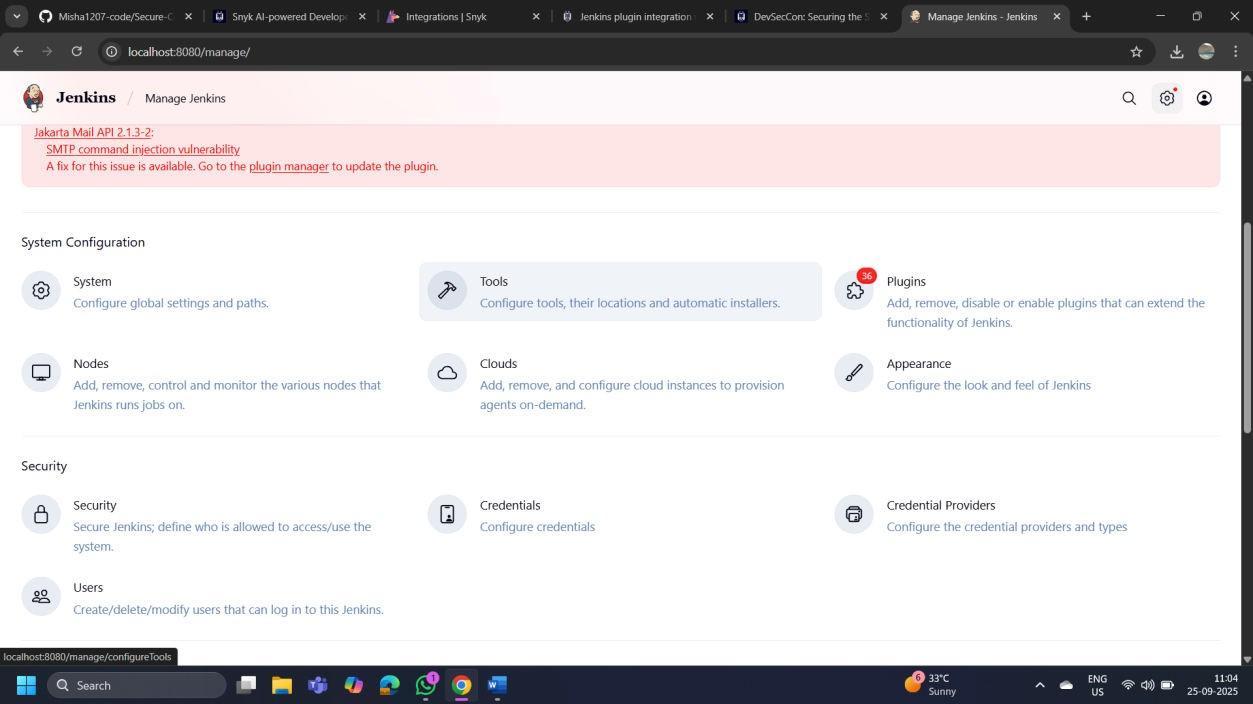 Misha1207-code/Secure-C
Snyk AI-powered Develope
Integrations | Snyk
Jenkins plugin integration
DevSecCon: Securing the S
Manage Jenkins - Jenkins
localhost:8080/manage/
Jenkins / Manage Jenkins
Jakarta Mail API 2.1.3-2:
SMTP command injection vulnerability
A fix for this issue is available. Go to the plugin manager to update the plugin.
System Configuration
System
Configure global settings and paths.
Tools
Configure tools, their locations and automatic installers.
36
Plugins
Add, remove, disable or enable plugins that can extend the
functionality of Jenkins.
Nodes
Add, remove, control and monitor the various nodes that
Jenkins runs jobs on.
Clouds
Add, remove, and configure cloud instances to provision
agents on-demand.
Appearance
Configure the look and feel of Jenkins
Security
Security
Secure Jenkins; define who is allowed to access/use the
system.
Credentials
Configure credentials
Credential Providers
Configure the credential providers and types
Users
Create/delete/modify users that can log in to this Jenkins.
localhost:8080/manage/configureTools
Search
1
6
33°C
Sunny
ENG
US
11:04
25-09-2025